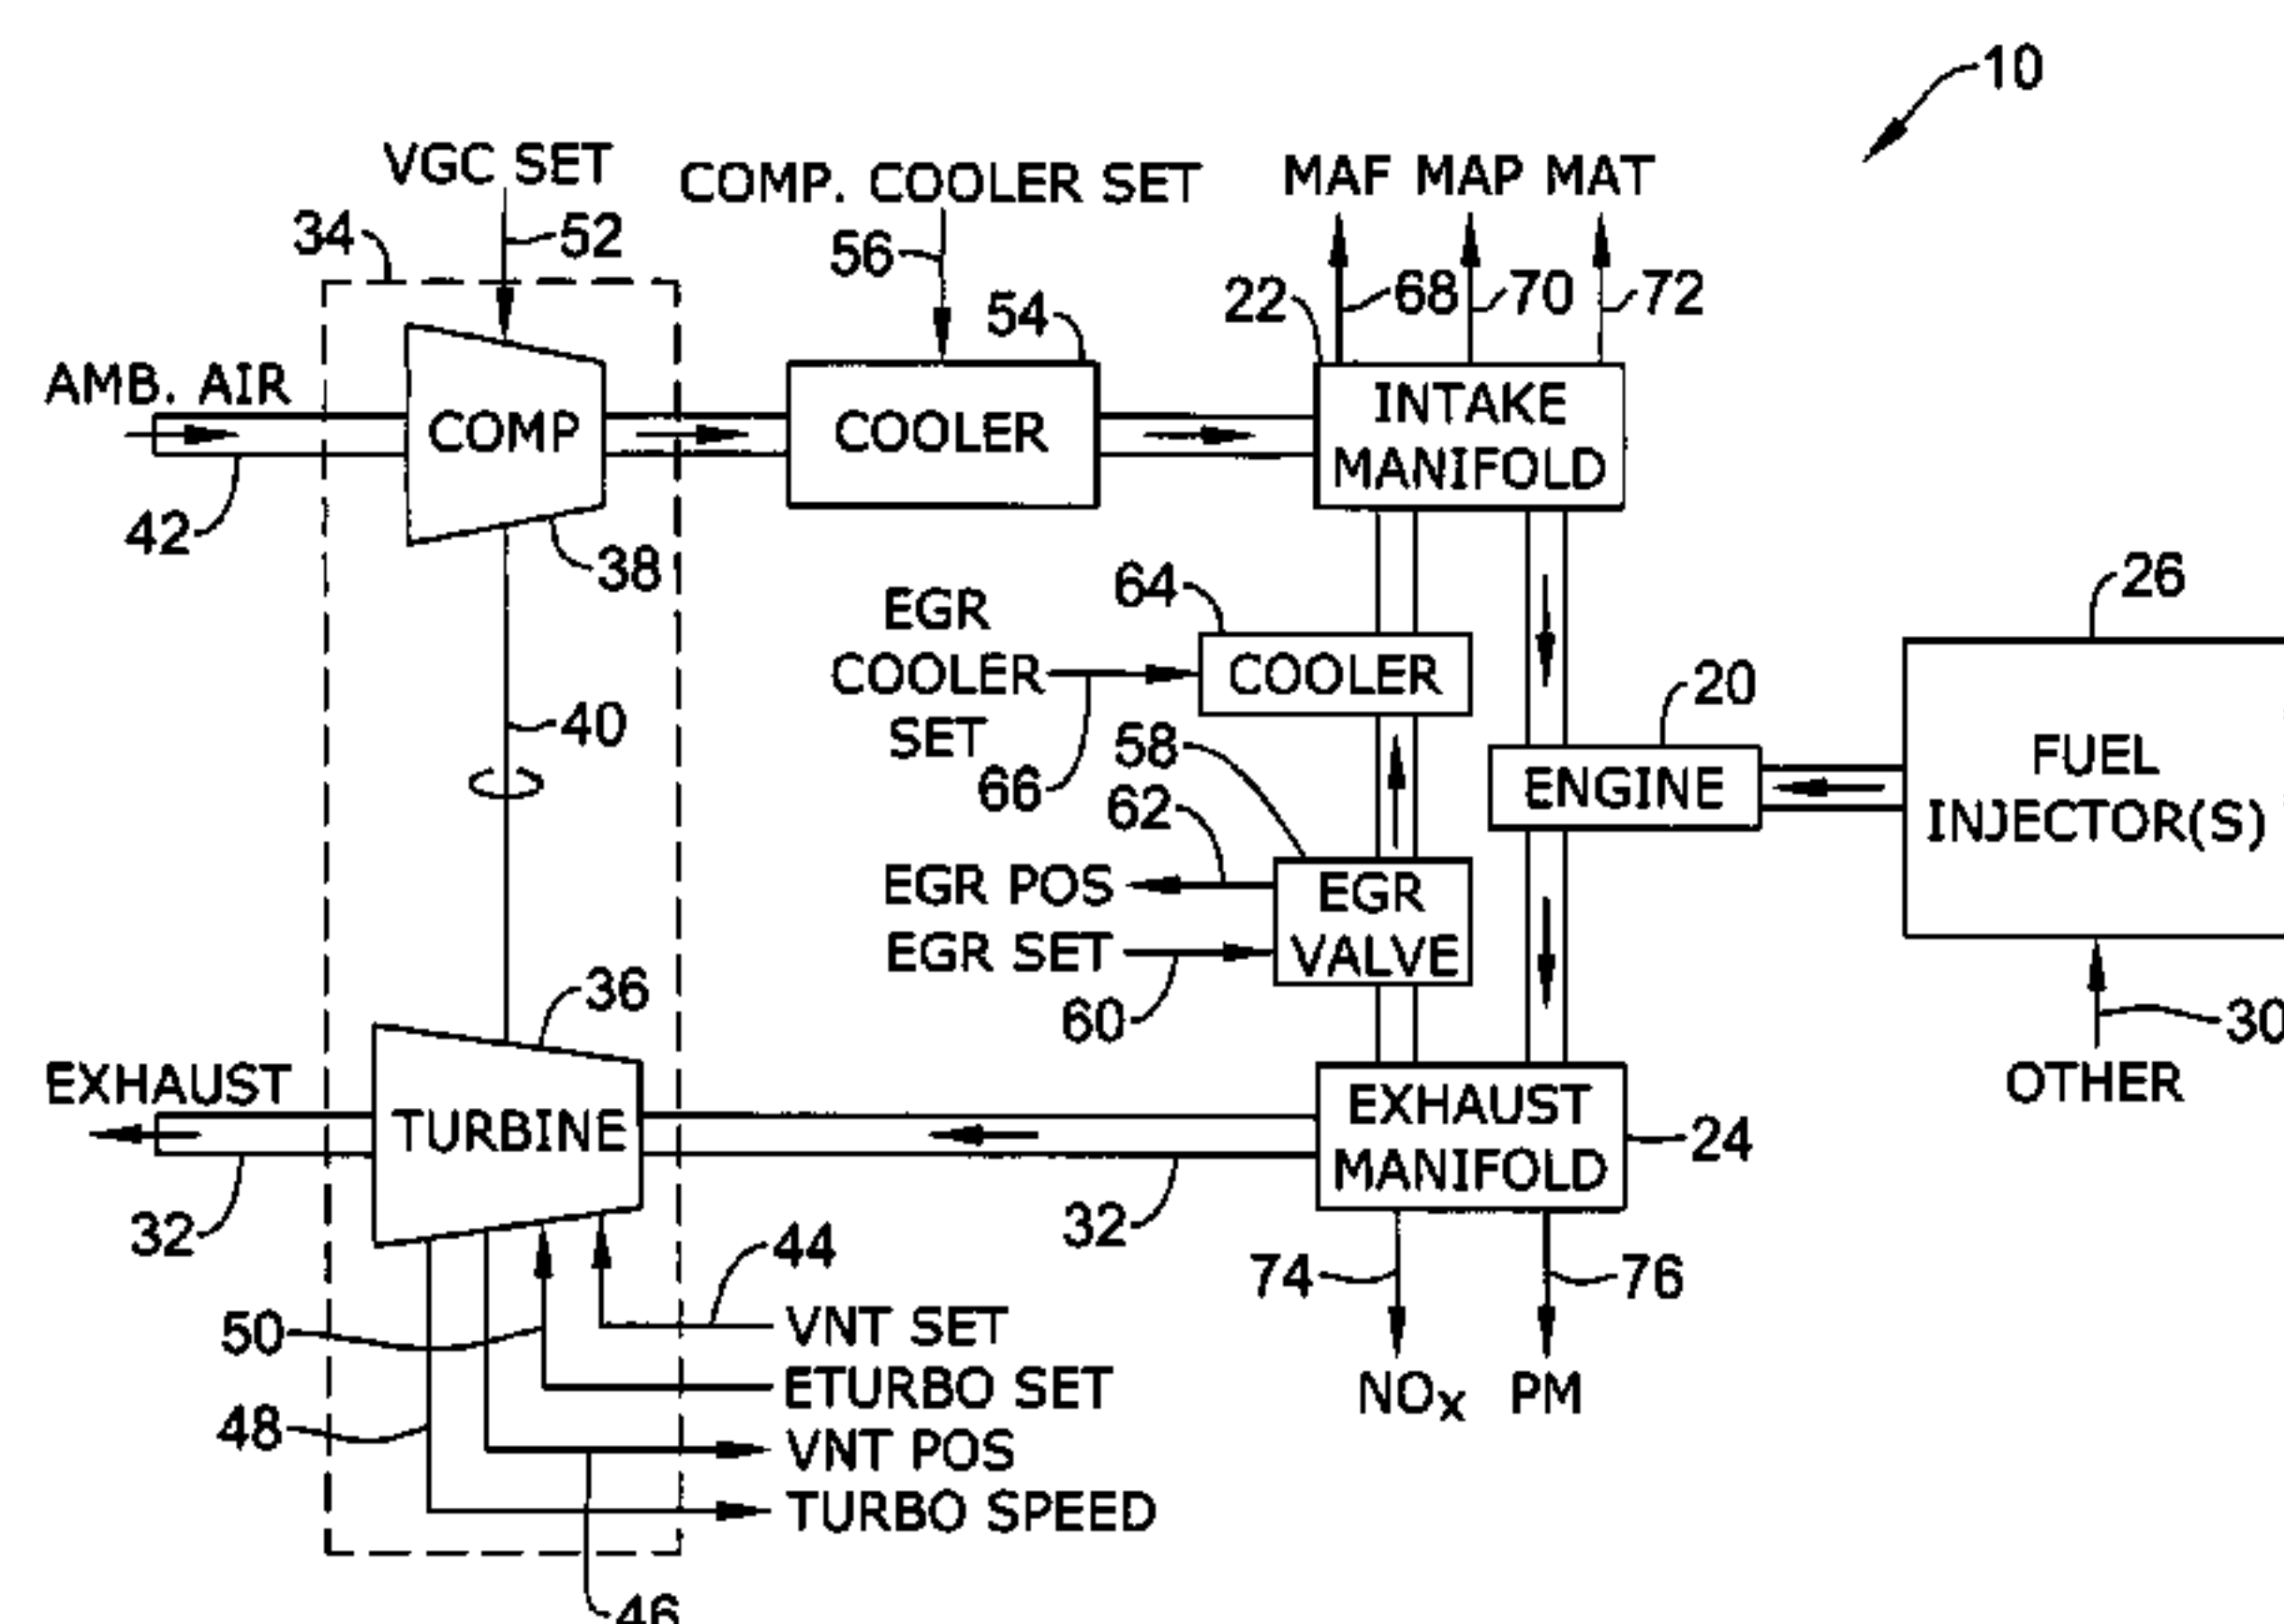 10
VGC SET
COMP. COOLER SET
MAF MAP MAT
34
52
56
54
22
68
70
72
AMB. AIR
COMP
COOLER
INTAKE
MANIFOLD
42
38
64
26
EGR
COOLER
SET
COOLER
40
66
58
20
ENGINE
FUEL
INJECTOR(S)
62
EGR POS
EGR SET
EGR
VALVE
60
36
30
OTHER
EXHAUST
TURBINE
EXHAUST
MANIFOLD
24
32
32
44
74
76
50
VNT SET
ETURBO SET
48
VNT POS
TURBO SPEED
NOx
PM
46